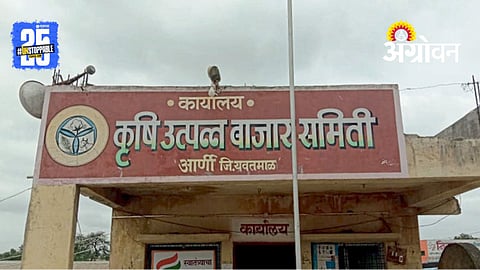 25
#UNSTOPPABLE
अॅग्रोवन
• कार्यालय •
कृषि उत्पन्न बाजार समिती
आर्णी जि.यवतमाळ
कार्यालय
स्वातंत्र्याचा